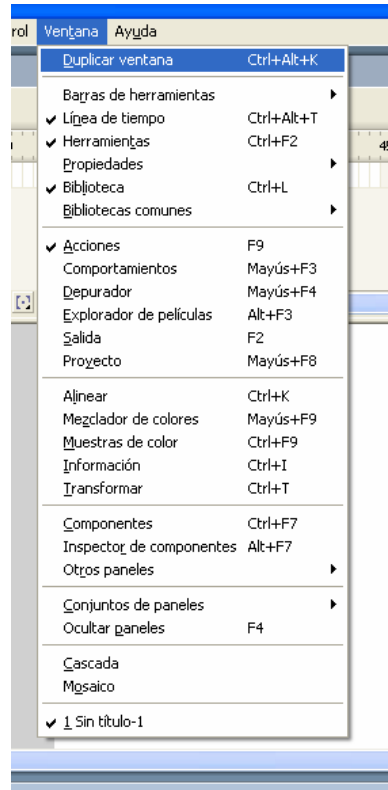 rol Ventana Ayuda
Duplicar ventana Ctrl+Alt+K
Barras de herramientas
Línea de tiempo Ctrl+Alt+T
Herramientas Ctrl+F2
Propiedades
Biblioteca Ctrl+L
Bibliotecas comunes
Acciones F9
Comportamientos Mayús+F3
Depurador Mayús+F4
Explorador de películas Alt+F3
Salida F2
Proyecto Mayús+F8
Alinear Ctrl+K
Mezclador de colores Mayús+F9
Muestras de color Ctrl+F9
Información Ctrl+I
Transformar Ctrl+T
Componentes Ctrl+F7
Inspector de componentes Alt+F7
Otros paneles
Conjuntos de paneles
Ocultar paneles F4
Cascada
Mosaico
1 Sin título-1